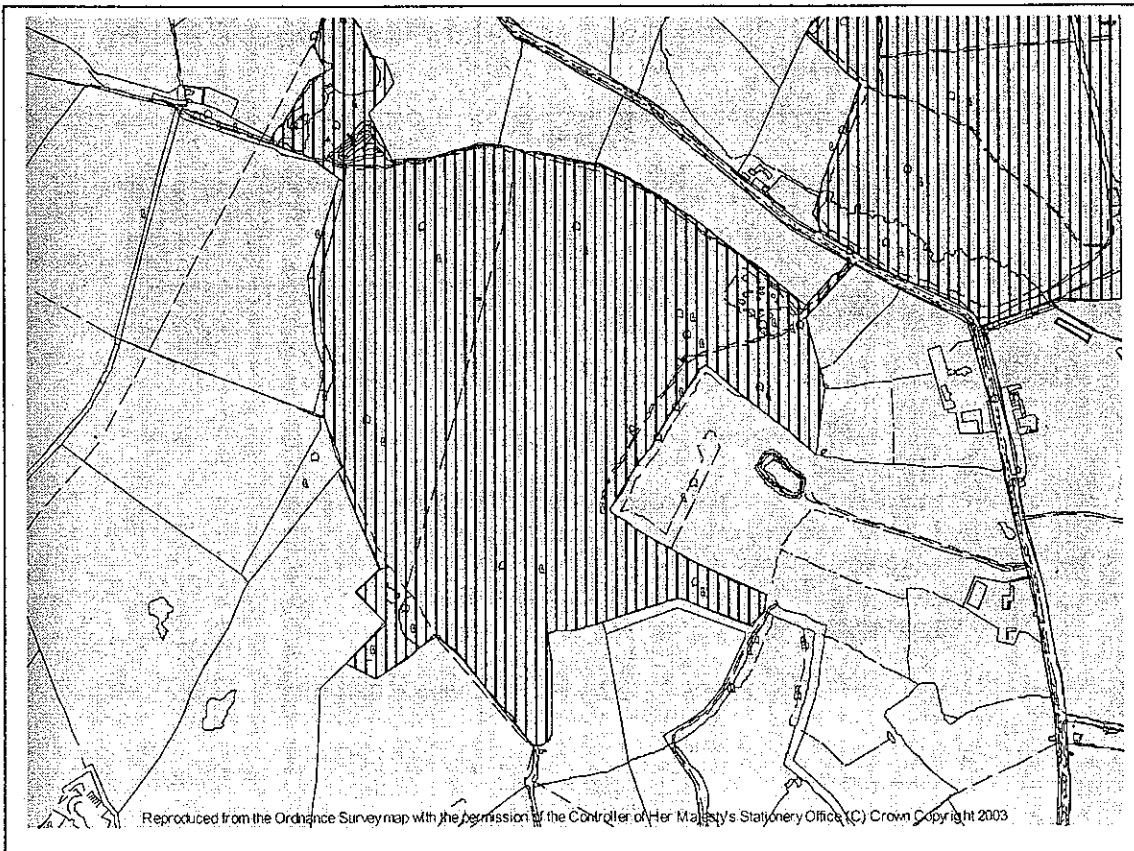 Reproduced from the Ordnance Survey map with the permission of the Controller of Her Majesty's Stationery Office (C) Crown Copyright 2003